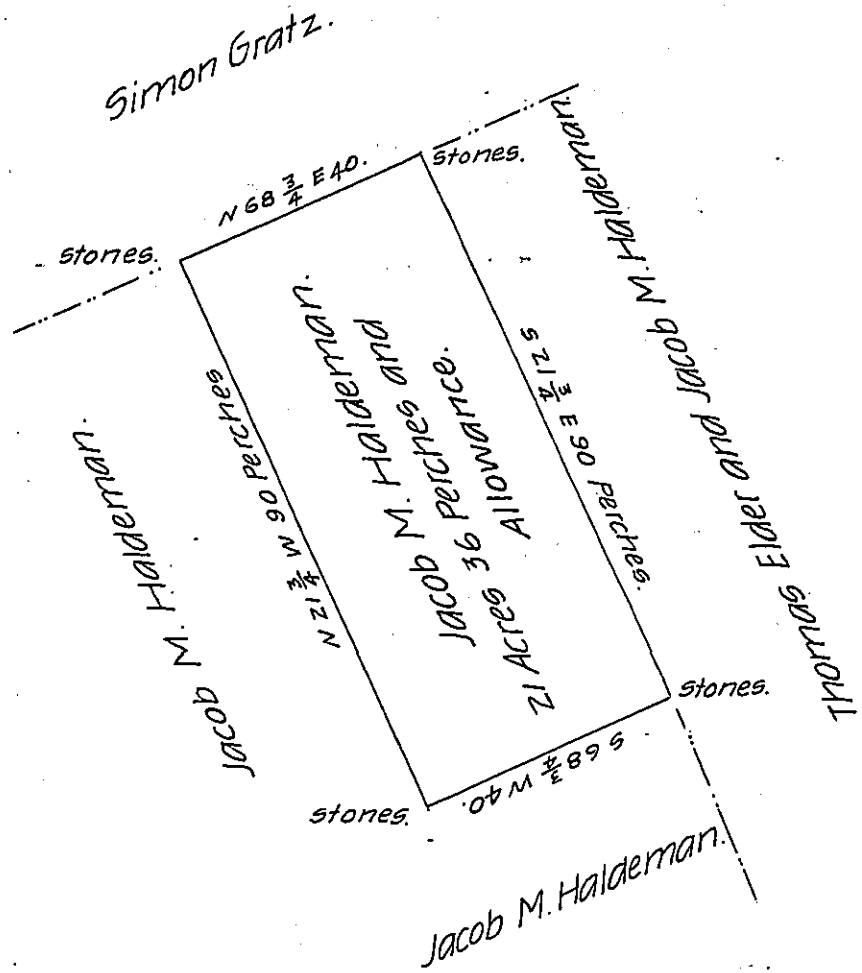 Simon Gratz.
N 68 3/4 E 40.
stones.
stones.
Jacob M. Haldeman.
N 21 3/4 W 90 Perches
Jacob M. Haldeman.
21 Acres 36 Perches and
Allowance.
S 21 3/4 E 90 Perches.
Thomas Elder and Jacob M. Haldeman.
stones.
S 68 3/4 W 40.
stones.
Jacob M. Haldeman.